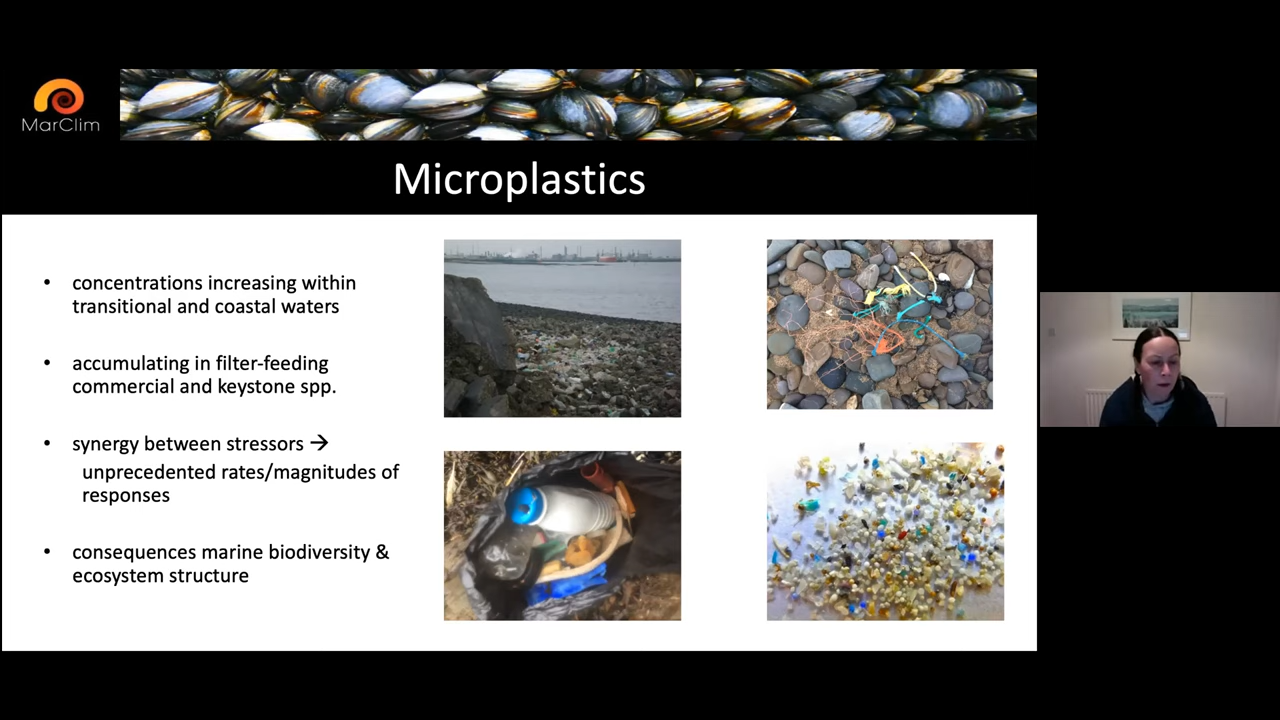 MarClim
Microplastics
• concentrations increasing within
transitional and coastal waters
• accumulating in filter-feeding
commercial and keystone spp.
• synergy between stressors →
unprecedented rates/magnitudes of
responses
• consequences marine biodiversity &
ecosystem structure